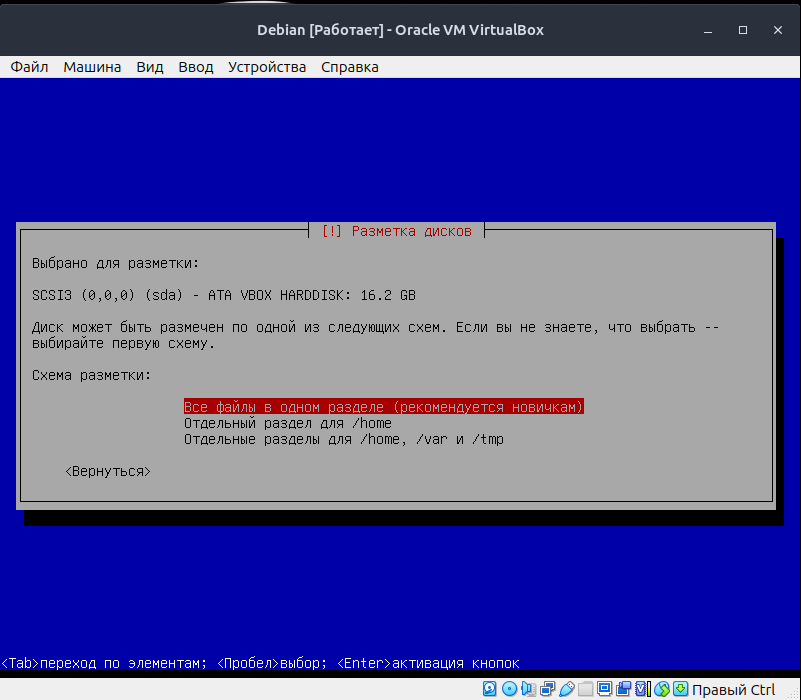 Debian [Работает] - Oracle VM VirtualBox
Файл Машина Вид Ввод Устройства Справка
[!] Разметка дисков
Выбрано для разметки:
SCSI3 (0,0,0) (sda) - ATA VBOX HARDDISK: 16.2 GB
Диск может быть размечен по одной из следующих схем. Если вы не знаете, что выбрать --
выбирайте первую схему.
Схема разметки:
Все файлы в одном разделе (рекомендуется новичкам)
Отдельный раздел для /home
Отдельные разделы для /home, /var и /tmp
<Вернуться>
<Tab>переход по элементам; <Пробел>выбор; <Enter>активация кнопок
Правый Ctrl